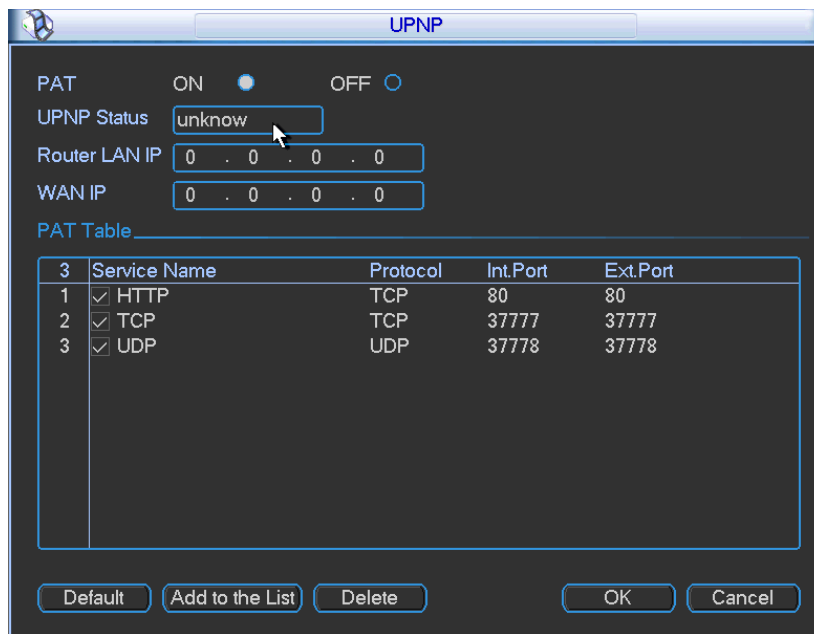 UPNP
PAT ON OFF
UPNP Status unknow
Router LAN IP 0 . 0 . 0 . 0
WAN IP 0 . 0 . 0 . 0
PAT Table
3 Service Name Protocol Int.Port Ext.Port
1 HTTP TCP 80 80
2 TCP TCP 37777 37777
3 UDP UDP 37778 37778
Default Add to the List Delete OK Cancel